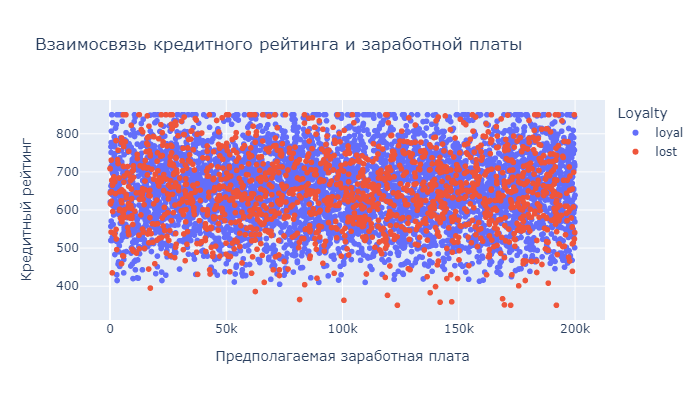 Взаимосвязь кредитного рейтинга и заработной платы
Loyalty
loyal
lost
Кредитный рейтинг
800
700
600
500
400
0
50k
100k
150k
200k
Предполагаемая заработная плата